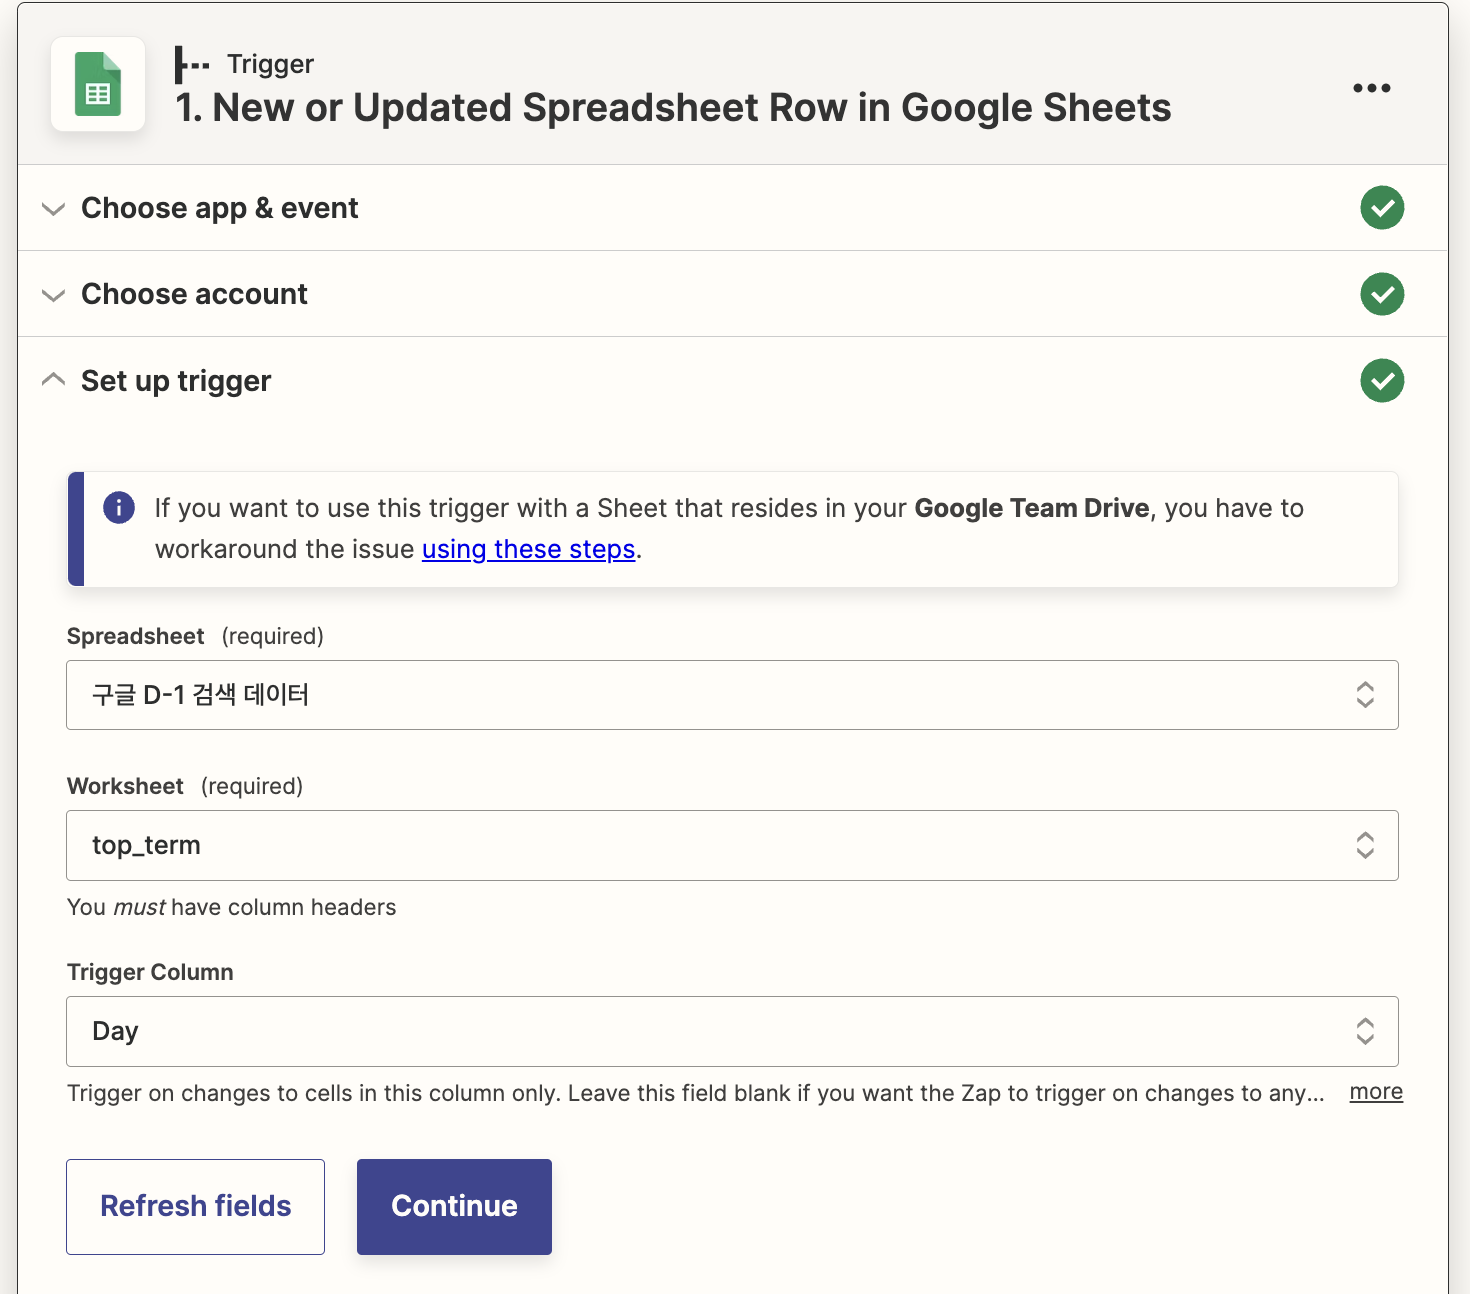 Trigger
1. New or Updated Spreadsheet Row in Google Sheets
Choose app & event
Choose account
Set up trigger
If you want to use this trigger with a Sheet that resides in your Google Team Drive, you have to
workaround the issue using these steps.
Spreadsheet (required)
구글 D-1 검색 데이터
Worksheet (required)
top_term
You must have column headers
Trigger Column
Day
Trigger on changes to cells in this column only. Leave this field blank if you want the Zap to trigger on changes to any... more
Refresh fields Continue